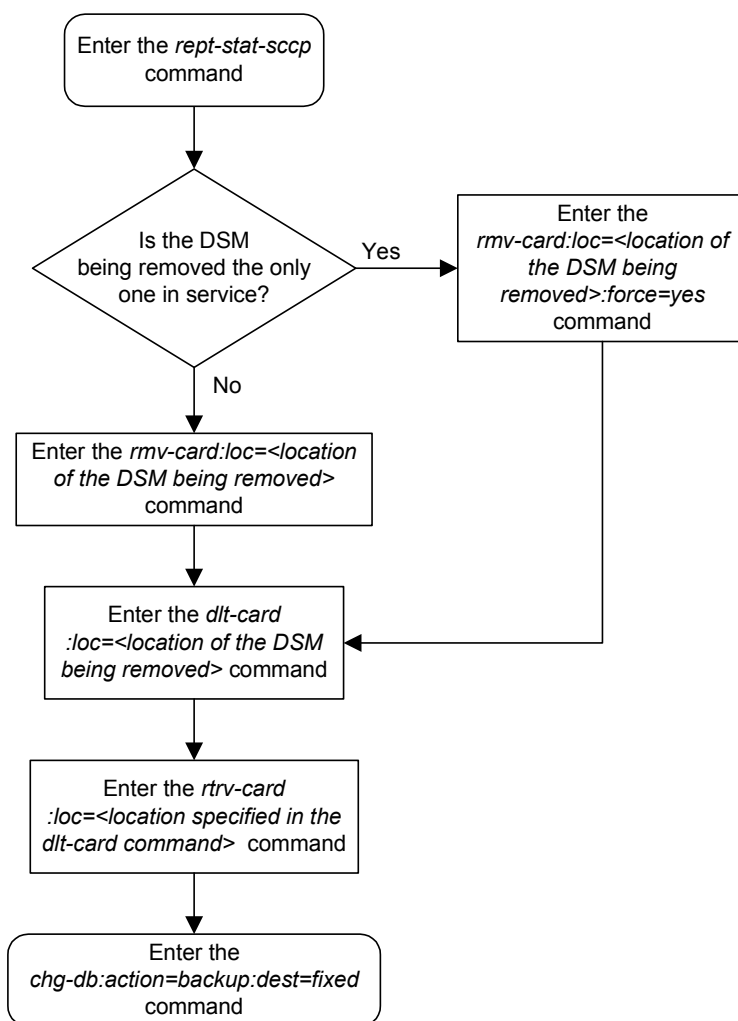 Enter the rept-stat-sccp
command
Is the DSM
being removed the only
one in service?
Yes
Enter the
rmv-card:loc=<location of
the DSM being
removed>:force=yes
command
No
Enter the rmv-card:loc=<location
of the DSM being removed>
command
Enter the dlt-card
:loc=<location of the DSM
being removed> command
Enter the rtrv-card
:loc=<location specified in the
dlt-card command> command
Enter the
chg-db:action=backup:dest=fixed
command